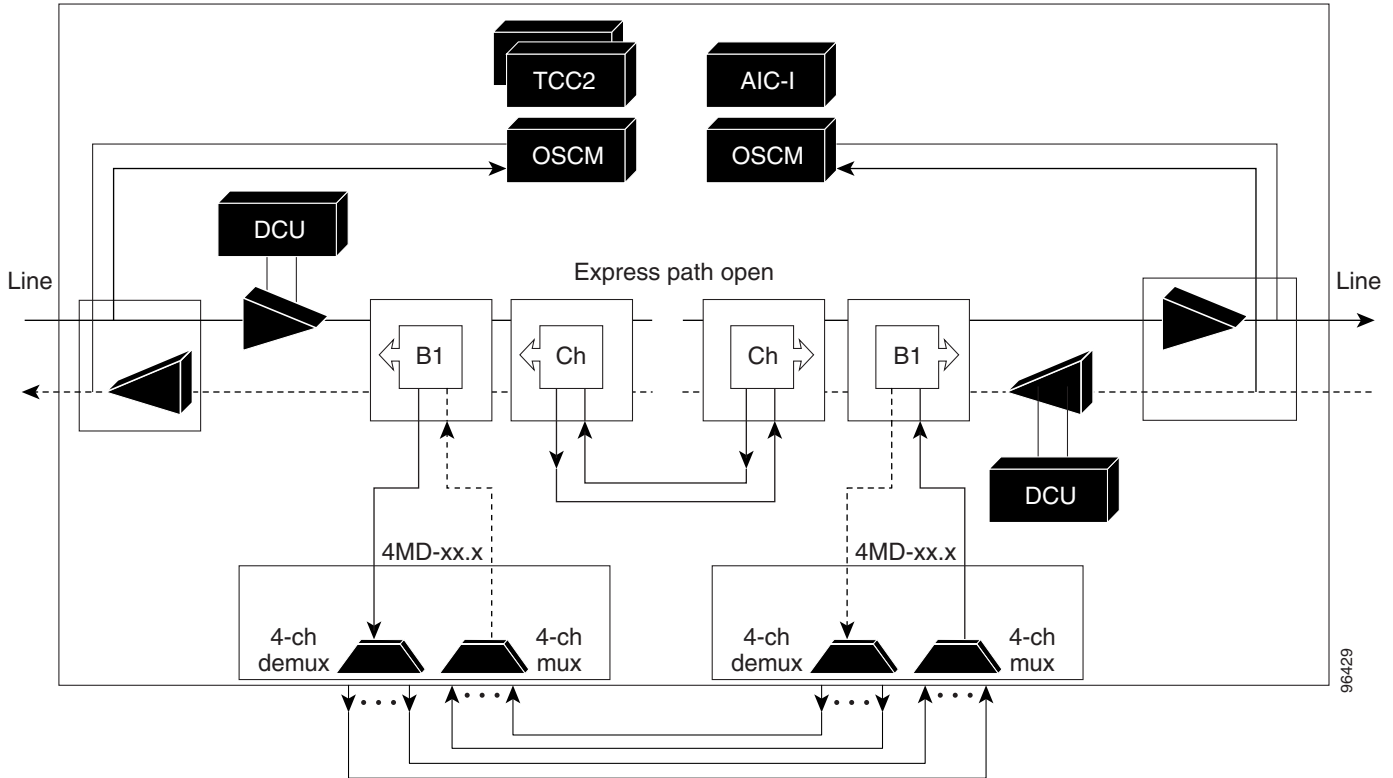 TCC2
AIC-I
OSCM
OSCM
DCU
Line
Express path open
Line
B1
Ch
Ch
B1
DCU
4MD-xx.x
4MD-xx.x
4-ch
demux
4-ch
mux
4-ch
demux
4-ch
mux
96429